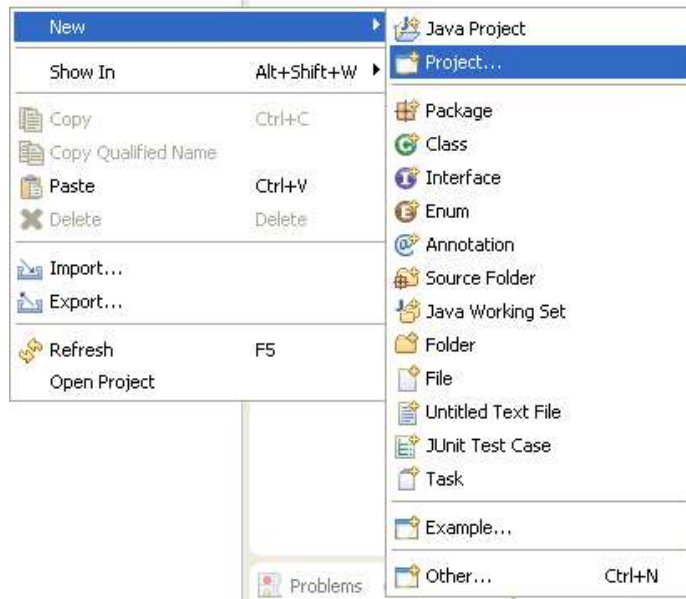 New
Show In Alt+Shift+W
Copy Ctrl+C
Copy Qualified Name
Paste Ctrl+V
Delete Delete
Import...
Export...
Refresh F5
Open Project
Java Project
Project...
Package
Class
Interface
Enum
Annotation
Source Folder
Java Working Set
Folder
File
Untitled Text File
JUnit Test Case
Task
Example...
Other... Ctrl+N
Problems